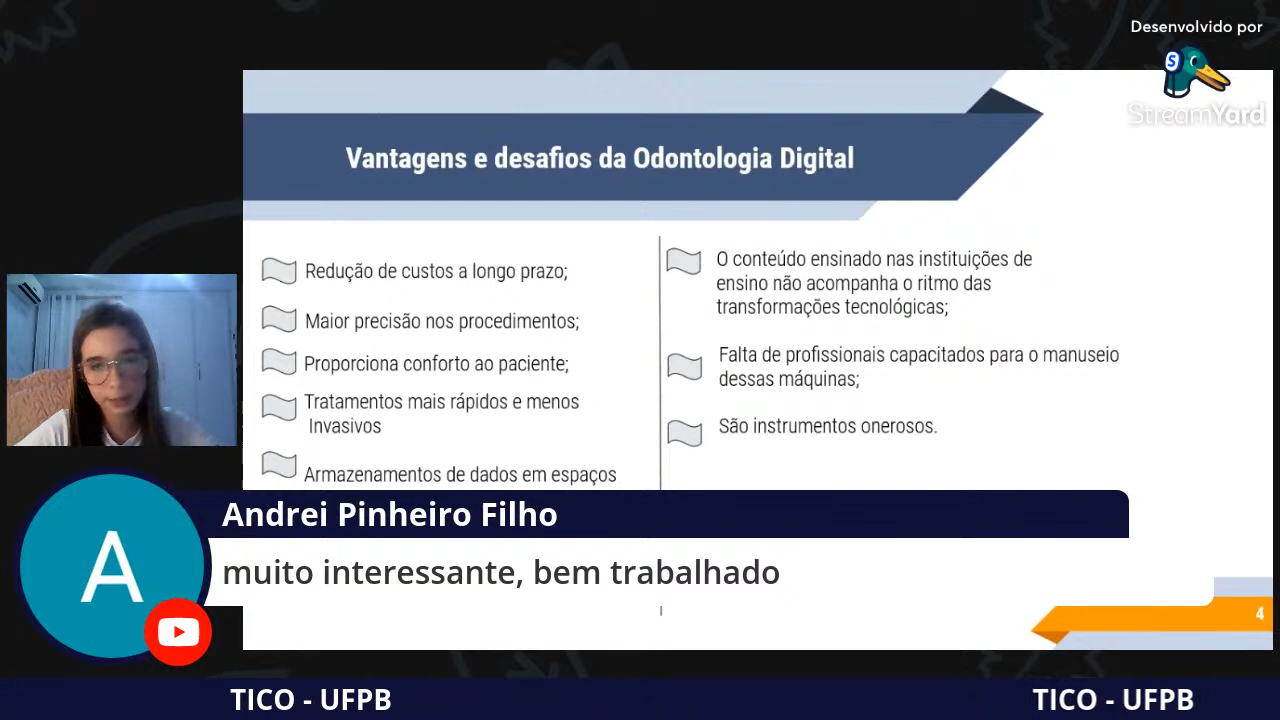 Desenvolvido por
S
StreamYard
Vantagens e desafios da Odontologia Digital
Redução de custos a longo prazo;
Maior precisão nos procedimentos;
Proporciona conforto ao paciente;
Tratamentos mais rápidos e menos
Invasivos
Armazenamentos de dados em espaços
O conteúdo ensinado nas instituições de
ensino não acompanha o ritmo das
transformações tecnológicas;
Falta de profissionais capacitados para o manuseio
dessas máquinas;
São instrumentos onerosos.
A
Andrei Pinheiro Filho
muito interessante, bem trabalhado
4
TICO - UFPB
TICO - UFPB